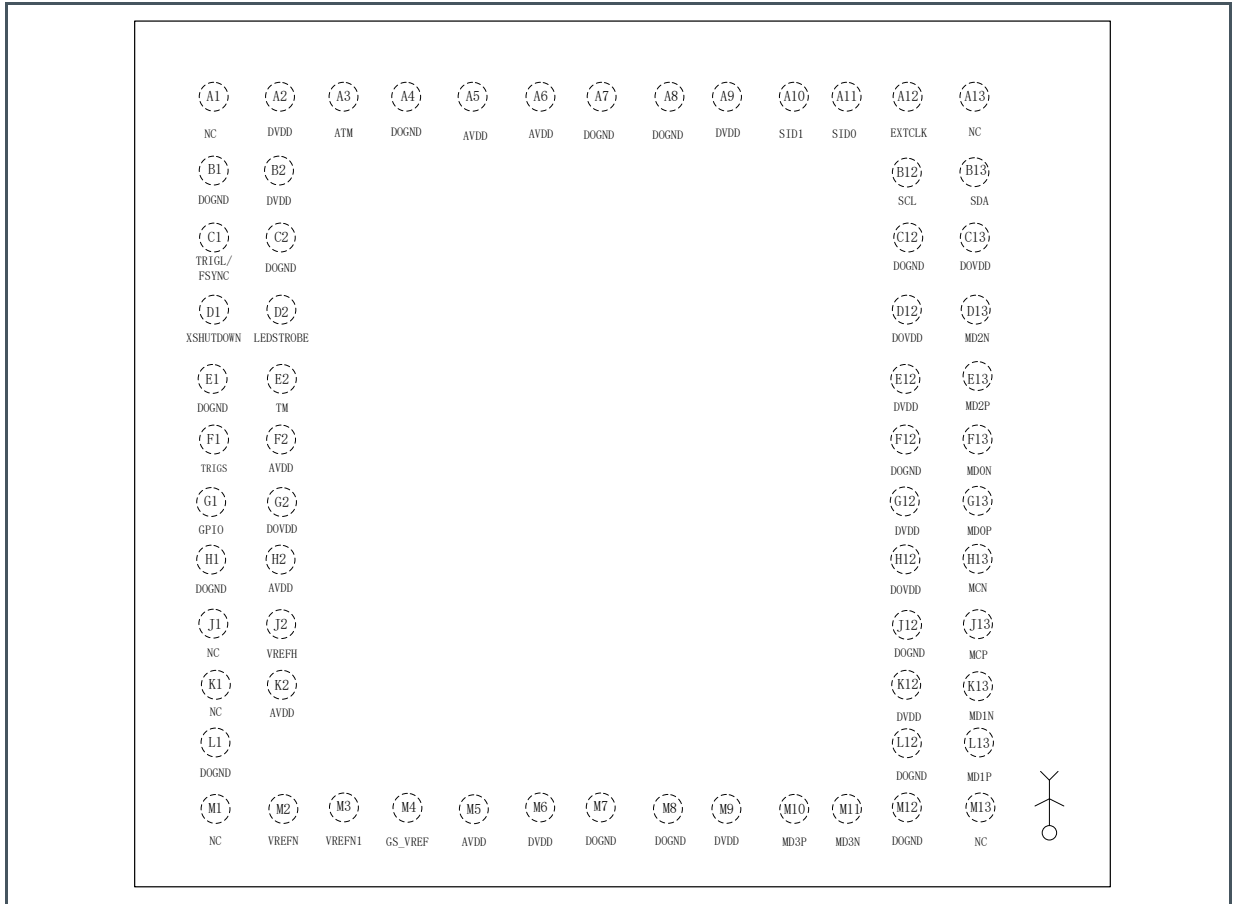 A1 A2 A3 A4 A5 A6 A7 A8 A9 A10 A11 A12 A13
NC DVDD ATM DOGND AVDD AVDD DOGND DOGND DVDD SID1 SID0 EXTCLK NC
B1 B2 B12 B13
DOGND DVDD SCL SDA
C1 C2 C12 C13
TRIGL/ DOGND DOGND DOVDD
FSYNC
D1 D2 D12 D13
XSHUTDOWN LEDSTROBE DOVDD MD2N
E1 E2 E12 E13
DOGND TM DVDD MD2P
F1 F2 F12 F13
TRIGS AVDD DOGND MD0N
G1 G2 G12 G13
GPIO DOVDD DVDD MD0P
H1 H2 H12 H13
DOGND AVDD DOVDD MCN
J1 J2 J12 J13
NC VREFH DOGND MCP
K1 K2 K12 K13
NC AVDD DVDD MD1N
L1 L12 L13
DOGND DOGND MD1P
M1 M2 M3 M4 M5 M6 M7 M8 M9 M10 M11 M12 M13
NC VREFN VREFN1 GS_VREF AVDD DVDD DOGND DOGND DVDD MD3P MD3N DOGND NC